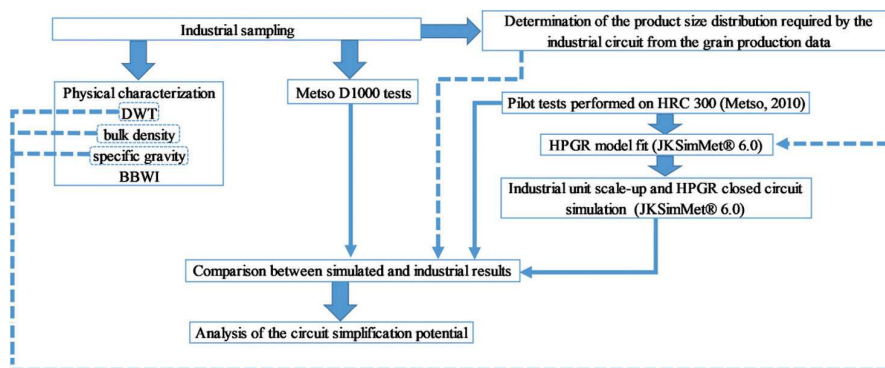 Industrial sampling
Determination of the product size distribution required by the
industrial circuit from the grain production data
Physical characterization
DWT
bulk density
specific gravity
BBWI
Metso D1000 tests
Pilot tests performed on HRC 300 (Metso, 2010)
HPGR model fit (JKSimMet® 6.0)
Industrial unit scale-up and HPGR closed circuit
simulation (JKSimMet® 6.0)
Comparison between simulated and industrial results
Analysis of the circuit simplification potential